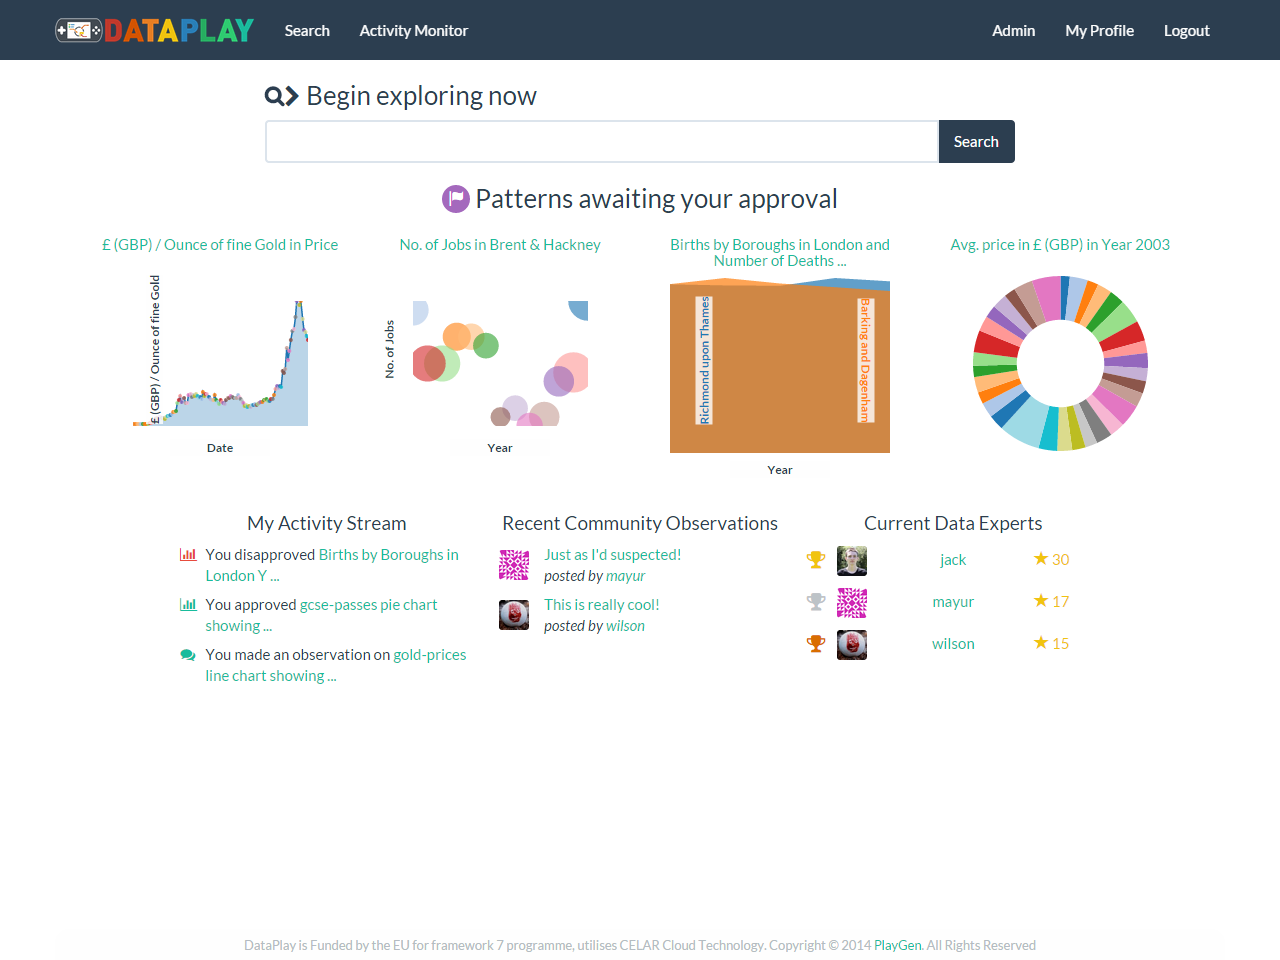 DATAPLAY
Search
Activity Monitor
Admin
My Profile
Logout
Begin exploring now
Search
Patterns awaiting your approval
£ (GBP) / Ounce of fine Gold in Price
£ (GBP) / Ounce of fine Gold
Date
No. of Jobs in Brent & Hackney
No. of Jobs
Year
Births by Boroughs in London and
Number of Deaths ...
Richmond upon Thames
Barking and Dagenham
Year
Avg. price in £ (GBP) in Year 2003
My Activity Stream
You disapproved Births by Boroughs in
London Y ...
You approved gcse-passes pie chart
showing ...
You made an observation on gold-prices
line chart showing ...
Recent Community Observations
Just as I'd suspected!
posted by mayur
This is really cool!
posted by wilson
Current Data Experts
jack 30
mayur 17
wilson 15
DataPlay is Funded by the EU for framework 7 programme, utilises CELAR Cloud Technology. Copyright © 2014 PlayGen. All Rights Reserved